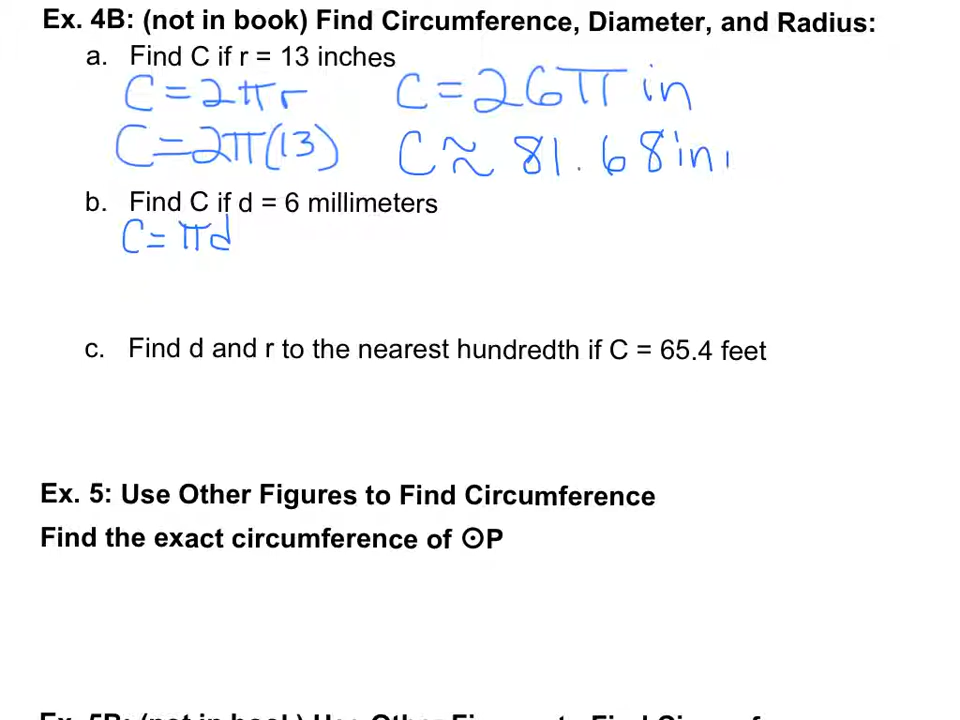 Ex. 4B: (not in book) Find Circumference, Diameter, and Radius:
a. Find C if r = 13 inches
C = 2πr C = 26π in
C = 2π(13) C ≈ 81.68 in.
b. Find C if d = 6 millimeters
C = πd
c. Find d and r to the nearest hundredth if C = 65.4 feet
Ex. 5: Use Other Figures to Find Circumference
Find the exact circumference of ⊙P